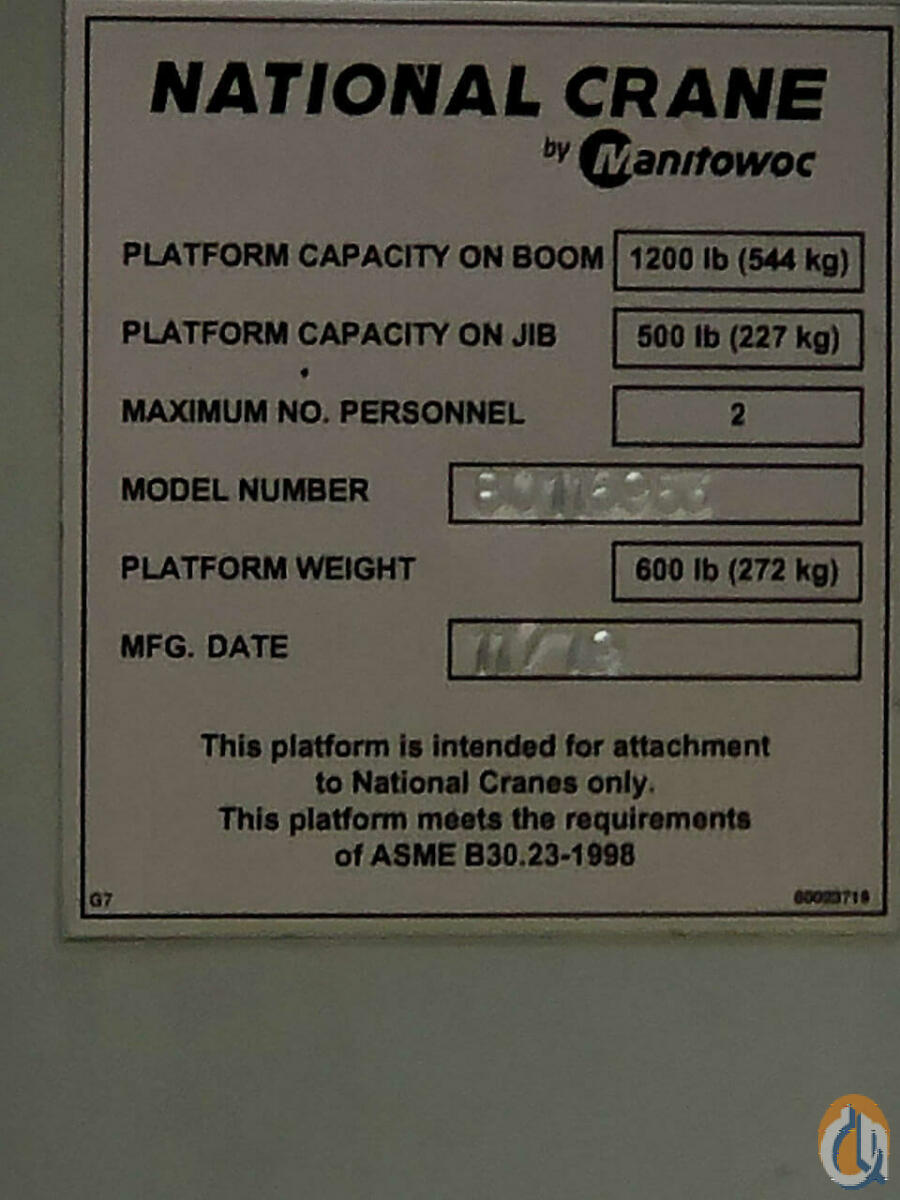 NATIONAL CRANE
by Manitowoc
PLATFORM CAPACITY ON BOOM 1200 lb (544 kg)
PLATFORM CAPACITY ON JIB 500 lb (227 kg)
MAXIMUM NO. PERSONNEL 2
MODEL NUMBER
PLATFORM WEIGHT 600 lb (272 kg)
MFG. DATE 11/13
This platform is intended for attachment
to National Cranes only.
This platform meets the requirements
of ASME B30.23-1998
G7